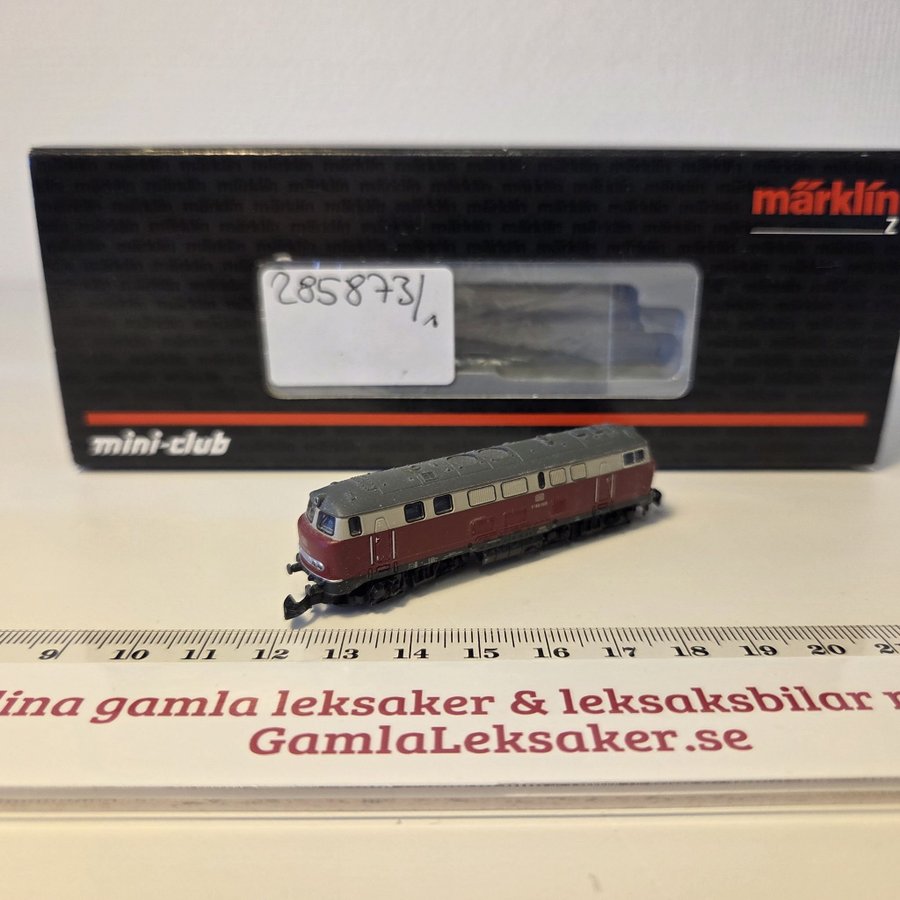 märklin
Z
285873/1
mini-club
9 10 11 12 13 14 15 16 17 18 19 20
ina gamla leksaker & leksaksbilar
GamlaLeksaker.se